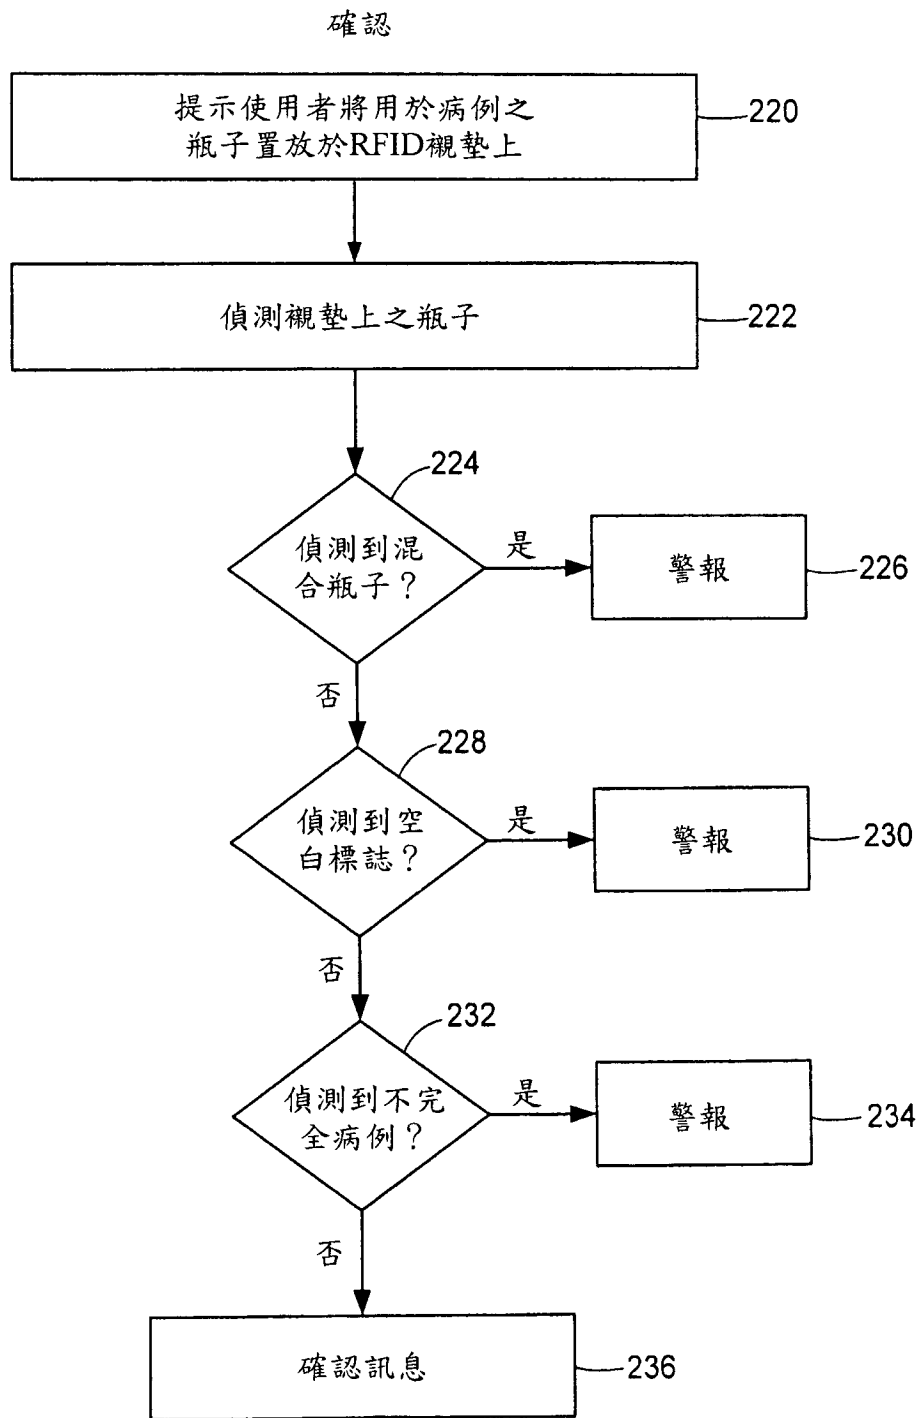 確認
提示使用者將用於病例之
瓶子置放於RFID襯墊上
220
偵測襯墊上之瓶子
222
224
偵測到混
合瓶子？
是
警報
226
否
228
偵測到空
白標誌？
是
警報
230
否
232
偵測到不完
全病例？
是
警報
234
否
確認訊息
236